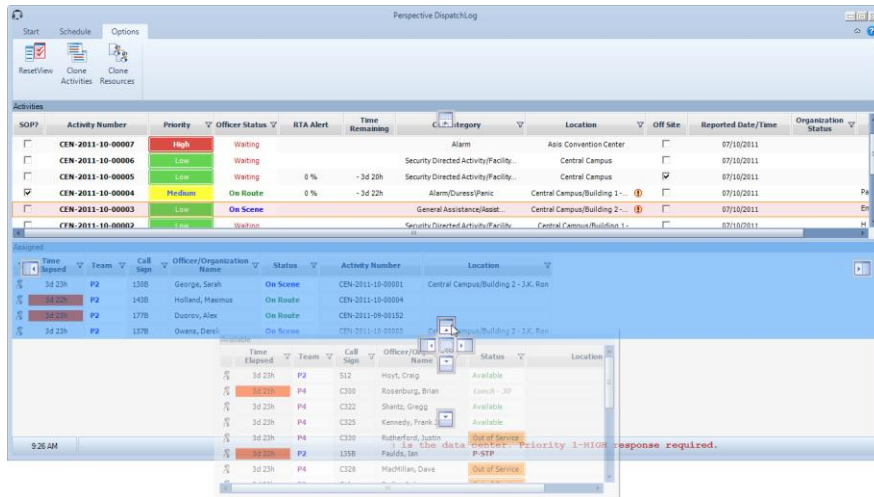 Perspective DispatchLog
Start Schedule Options
ResetView Clone Activities Clone Resources
Activities
SOP? Activity Number Priority Officer Status RTA Alert Time Remaining Category Location Off Site Reported Date/Time Organization Status
CEN-2011-10-00007 High Waiting Alarm Asis Convention Center 07/10/2011
CEN-2011-10-00006 Low Waiting Security Directed Activity/Facility... Central Campus 07/10/2011
CEN-2011-10-00005 Low Waiting 0 % - 3d 20h Security Directed Activity/Facility... Central Campus 07/10/2011
CEN-2011-10-00004 Medium On Route 0 % - 3d 22h Alarm/Duress\Panic Central Campus/Building 1-... 07/10/2011 Pa
CEN-2011-10-00003 Low On Scene General Assistance/Assist... Central Campus/Building 2-... 07/10/2011 En
CEN-2011-10-00002 Low Waiting Security Directed Activity/Facility... Central Campus/Building 1- 07/10/2011 H
Assigned
Time Elapsed Team Call Sign Officer/Organization Name Status Activity Number Location
3d 23h P2 130B George, Sarah On Scene CEN-2011-10-00001 Central Campus/Building 2 - J.K. Ron
3d 22h P2 143B Holland, Maximus On Route CEN-2011-10-00004
3d 23h P2 177B On Route CEN-2011-09-00152
3d 23h P2 137B Owens, Derek On Scene CEN-2011-10-00003 Campus/Building 2 - J.K. Ron
Available
Time Elapsed Team Call Sign Name Status Location
3d 23h P2 S12 Hoyt, Craig Available
3d 21h P4 C300 Rosenburg, Brian Lunch - 30
3d 23h P4 C322 Shantz, Gregg Available
3d 23h P4 C325 Kennedy, Frank Available
3d 23h P4 C330 Rutherford, Justin Out of Service
9:26 AM is the data center. Priority 1-HIGH response required.
3d 22h P2 135B Faulds, Ian P-STP
3d 23h P4 C328 MacMillan, Dave Out of Service